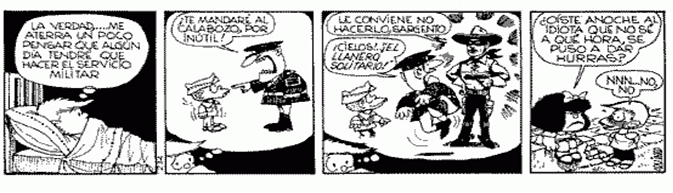 LA VERDAD....ME
ATERRA UN POCO
PENSAR QUE ALGÚN
DÍA TENDRÉ QUE
HACER EL SERVICIO
MILITAR
¡TE MANDARÉ AL
CALABOZO, POR
INÚTIL!
LE CONVIENE NO
HACERLO, SARGENTO
¡CIELOS!..¡EL
LLANERO
SOLITARIO!
¿OÍSTE ANOCHE AL
IDIOTA QUE NO SÉ
A QUÉ HORA SE
PUSO A DAR
HURRAS?
NNN...NO,
NO